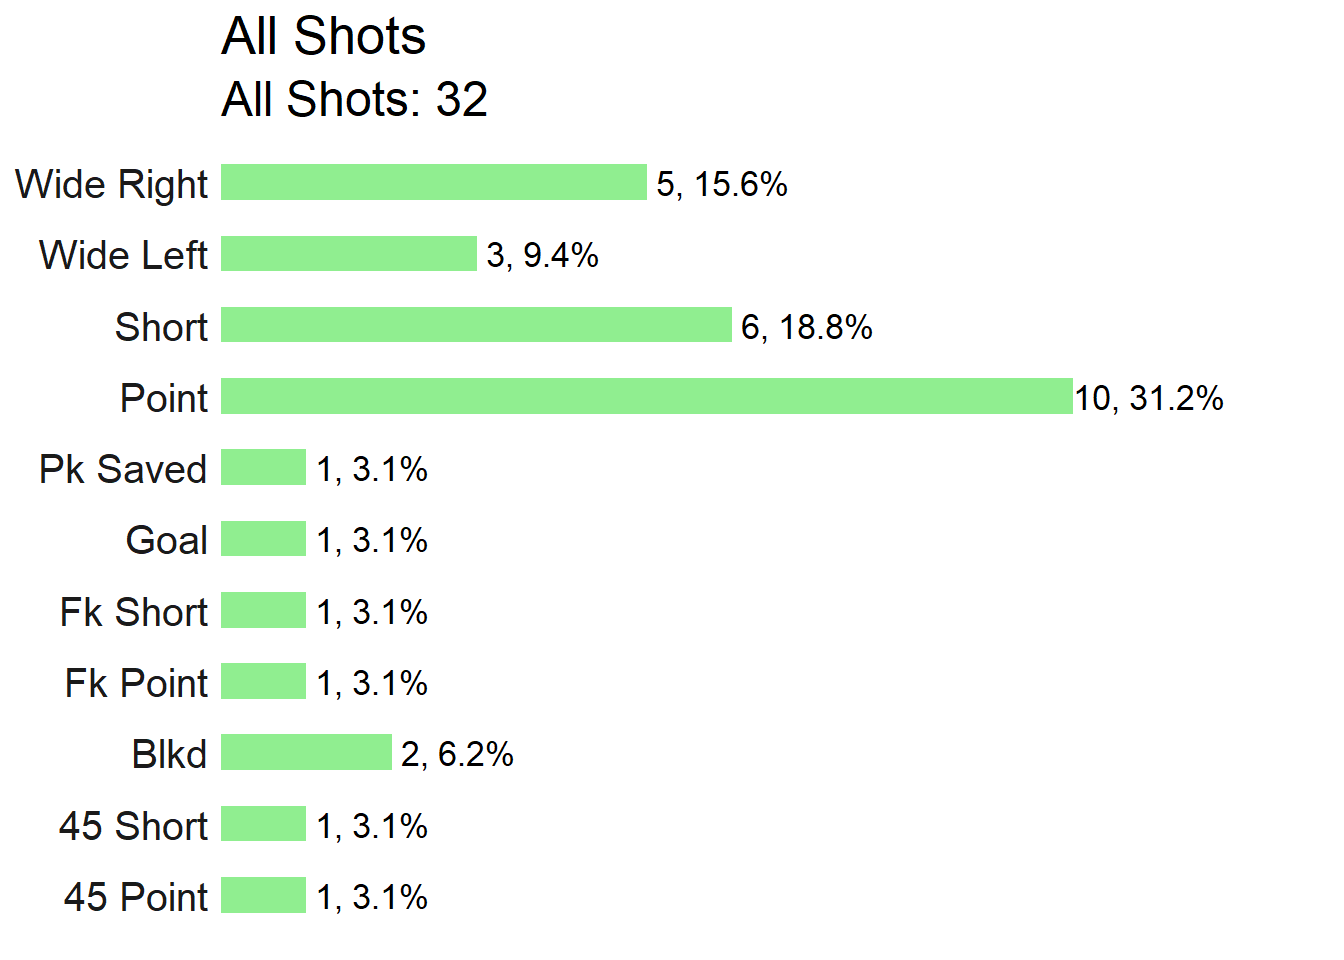 All Shots
All Shots: 32
Wide Right 5, 15.6%
Wide Left 3, 9.4%
Short 6, 18.8%
Point 10, 31.2%
Pk Saved 1, 3.1%
Goal 1, 3.1%
Fk Short 1, 3.1%
Fk Point 1, 3.1%
Blkd 2, 6.2%
45 Short 1, 3.1%
45 Point 1, 3.1%